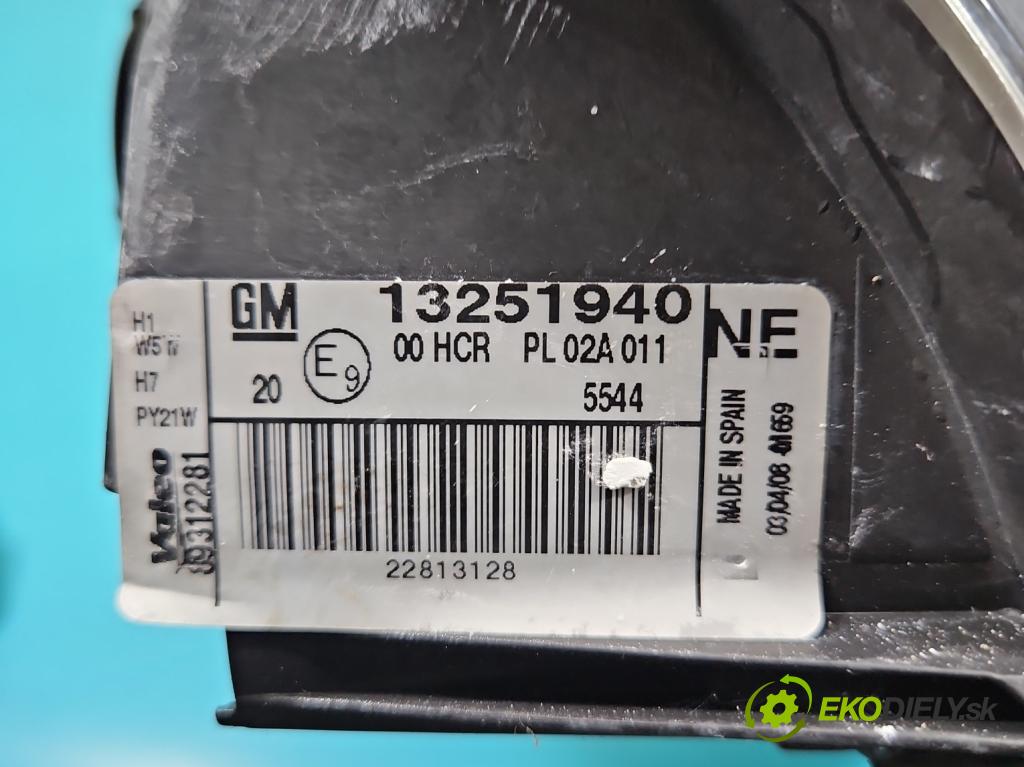 H1
W5W
H7
PY21W
Valeo
89312281
GM
13251940
E9
00 HCR PL 02A 011
20
5544
22813128
NE
MADE IN SPAIN
03/04/08 01659
EKODIELY.sk